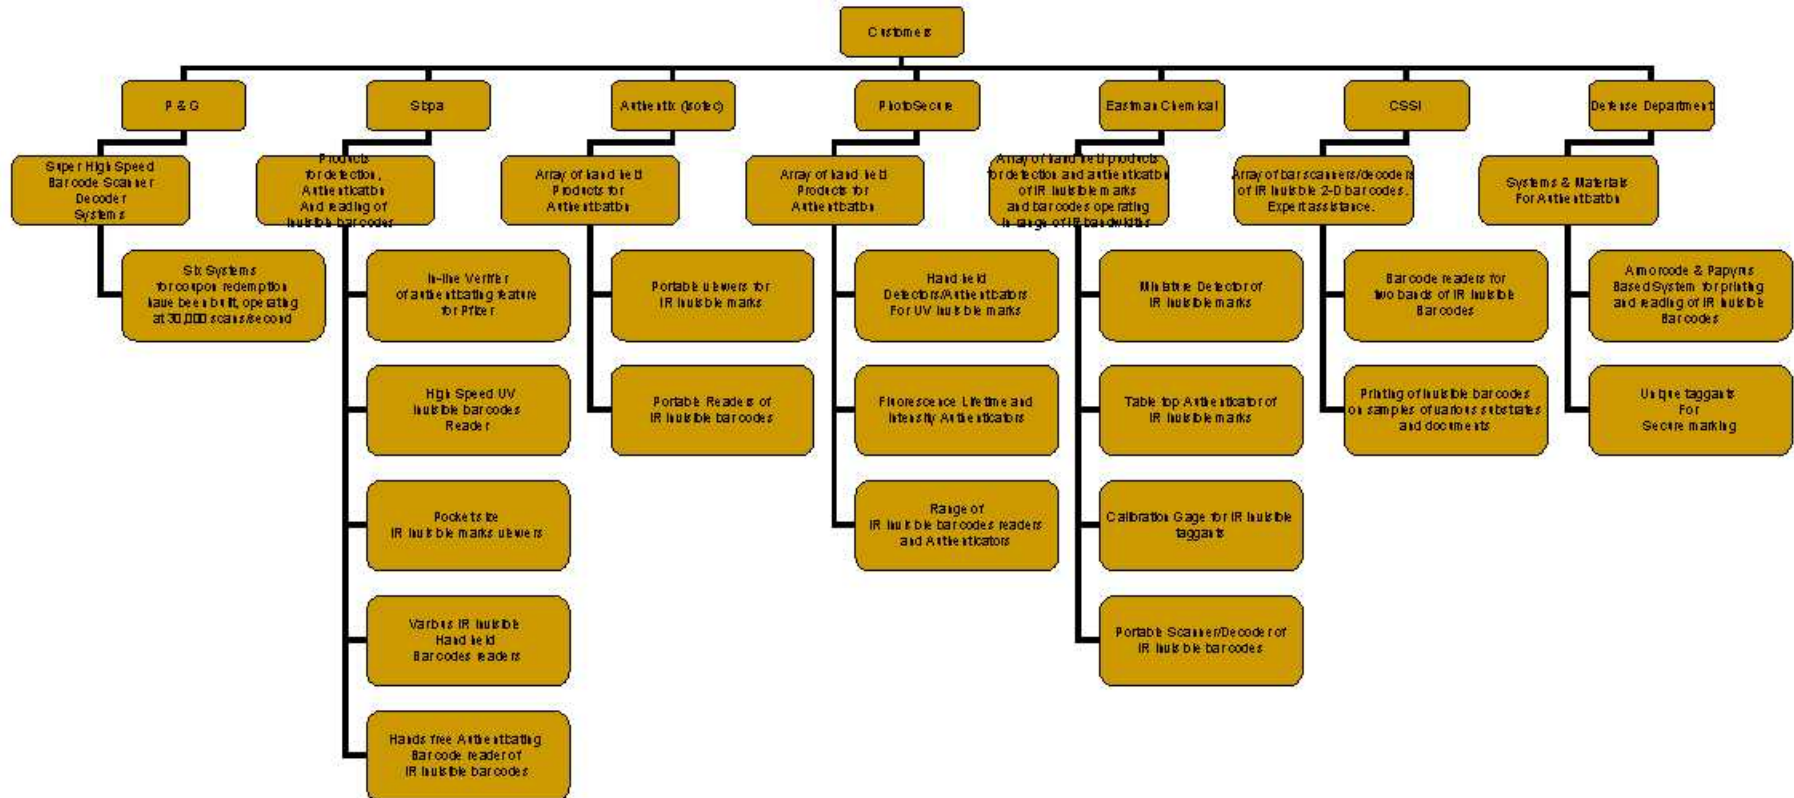 Customers
P & G
Sicpa
Authentix (Isotec)
PhotoSecure
Eastman Chemical
CSSI
Defense Department
Super High Speed
Barcode Scanner
Decoder
Systems
Products
for detection,
Authentication
And reading of
Invisible barcodes
Array of hand held
Products for
Authentication
Array of hand held
Products for
Authentication
Array of hand held products
for detection and authentication
of IR Invisible marks
and barcodes operating
in range of IR bandwidths
Array of bar scanners/decoders
of IR Invisible 2-D barcodes.
Expert assistance.
Systems & Materials
For Authentication
Six Systems
for coupon redemption
have been built, operating
at 30,000 scans/second
In-line Verifier
of authenticating feature
for Pfizer
Portable viewers for
IR Invisible marks
Hand held
Detectors/Authenticators
For UV Invisible marks
Miniature Detector of
IR Invisible marks
Barcode readers for
two bands of IR Invisible
Barcodes
Armorcode & Papyrus
Based System for printing
and reading of IR Invisible
Barcodes
High Speed UV
Invisible barcodes
Reader
Portable Readers of
IR Invisible barcodes
Fluorescence Lifetime and
Intensity Authenticators
Table top Authenticator of
IR Invisible marks
Printing of Invisible barcodes
on samples of various substrates
and documents
Unique taggants
For
Secure marking
Pocket size
IR Invisible marks viewers
Range of
IR Invisible barcodes readers
and Authenticators
Calibration Gage for IR Invisible
taggants
Various IR Invisible
Hand held
Barcodes readers
Portable Scanner/Decoder of
IR Invisible barcodes
Hands free Authenticating
Barcode reader of
IR Invisible barcodes